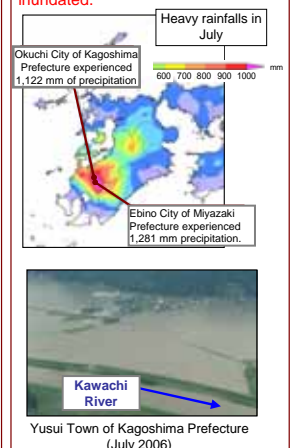 inundated.
Heavy rainfalls in
July
Okuchi City of Kagoshima
Prefecture experienced
1,122 mm of precipitation
mm
600 700 800 900 1000
Ebino City of Miyazaki
Prefecture experienced
1,281 mm precipitation.
Kawachi
River
Yusui Town of Kagoshima Prefecture
(July 2006)